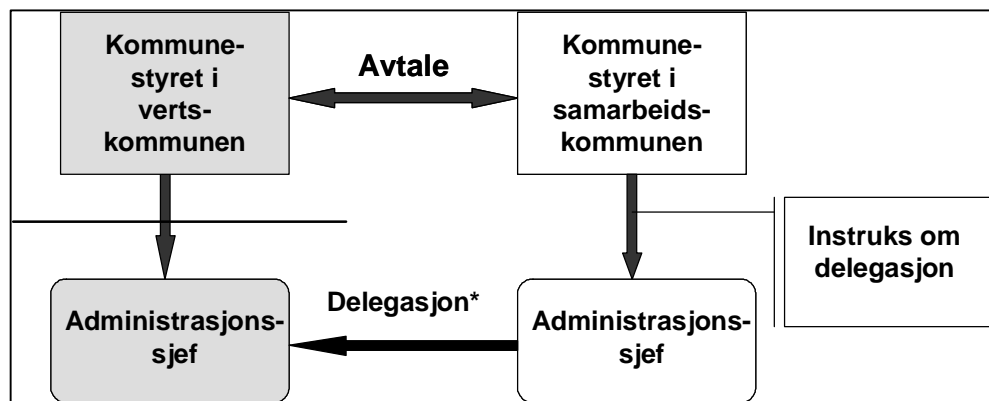 Kommune-
styret i
verts-
kommunen
Avtale
Kommune-
styret i
samarbeids-
kommunen
Instruks om
delegasjon
Administrasjons-
sjef
Delegasjon*
Administrasjons-
sjef